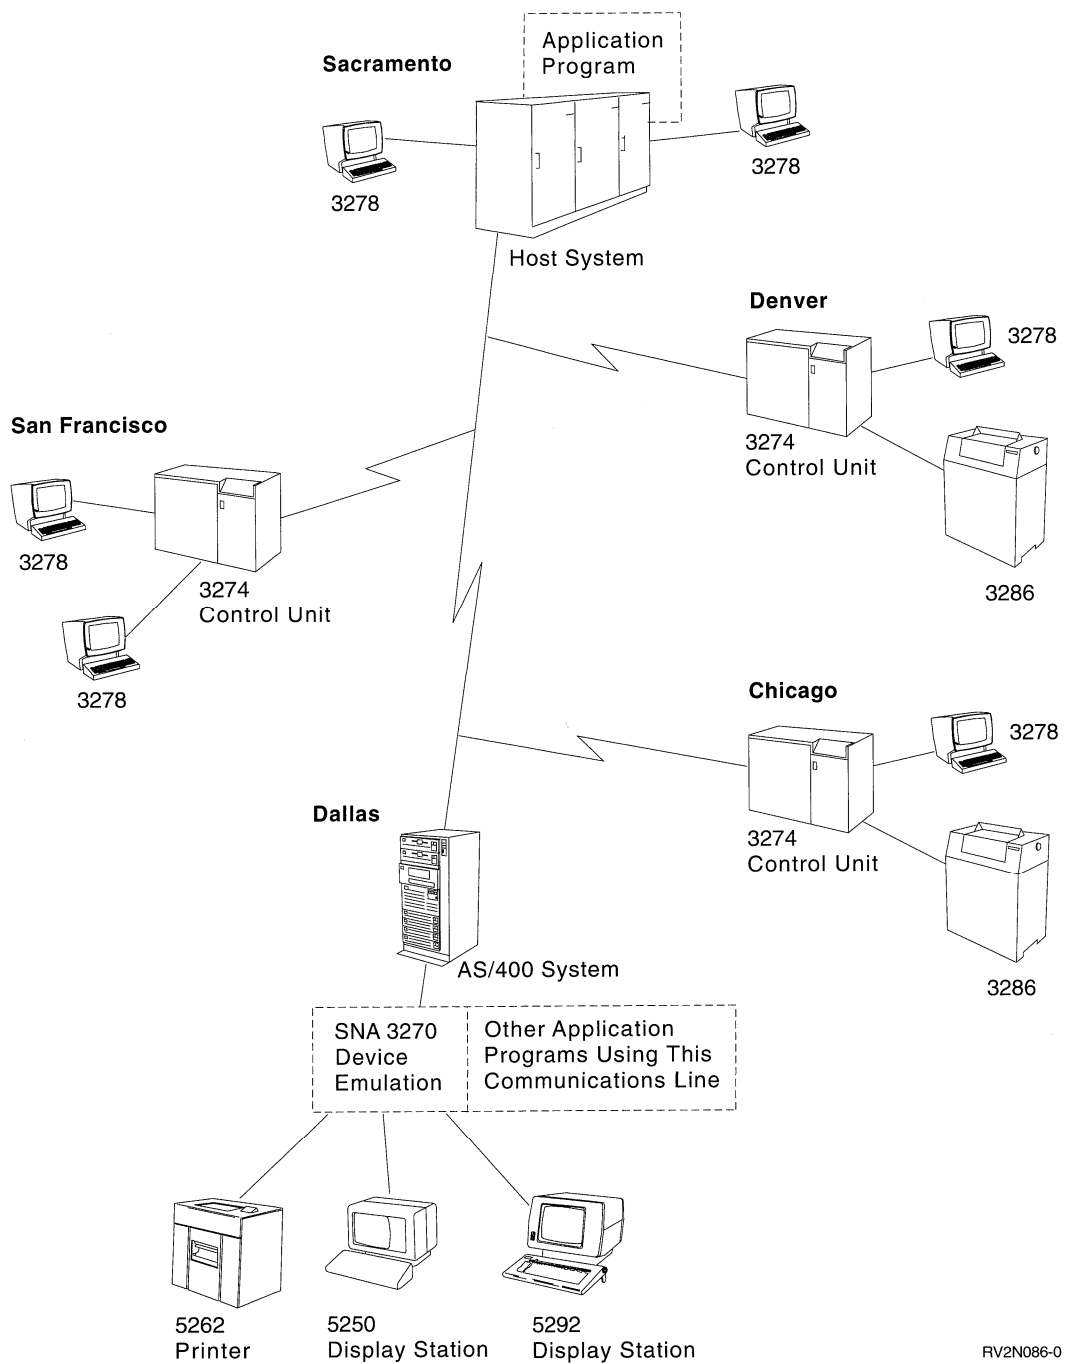 Application
Program
Sacramento
3278
3278
Host System
Denver
3278
3274
Control Unit
3286
San Francisco
3278
3274
Control Unit
3278
Chicago
3278
3274
Control Unit
3286
Dallas
AS/400 System
SNA 3270
Device
Emulation
Other Application
Programs Using This
Communications Line
5262
Printer
5250
Display Station
5292
Display Station
RV2N086-0